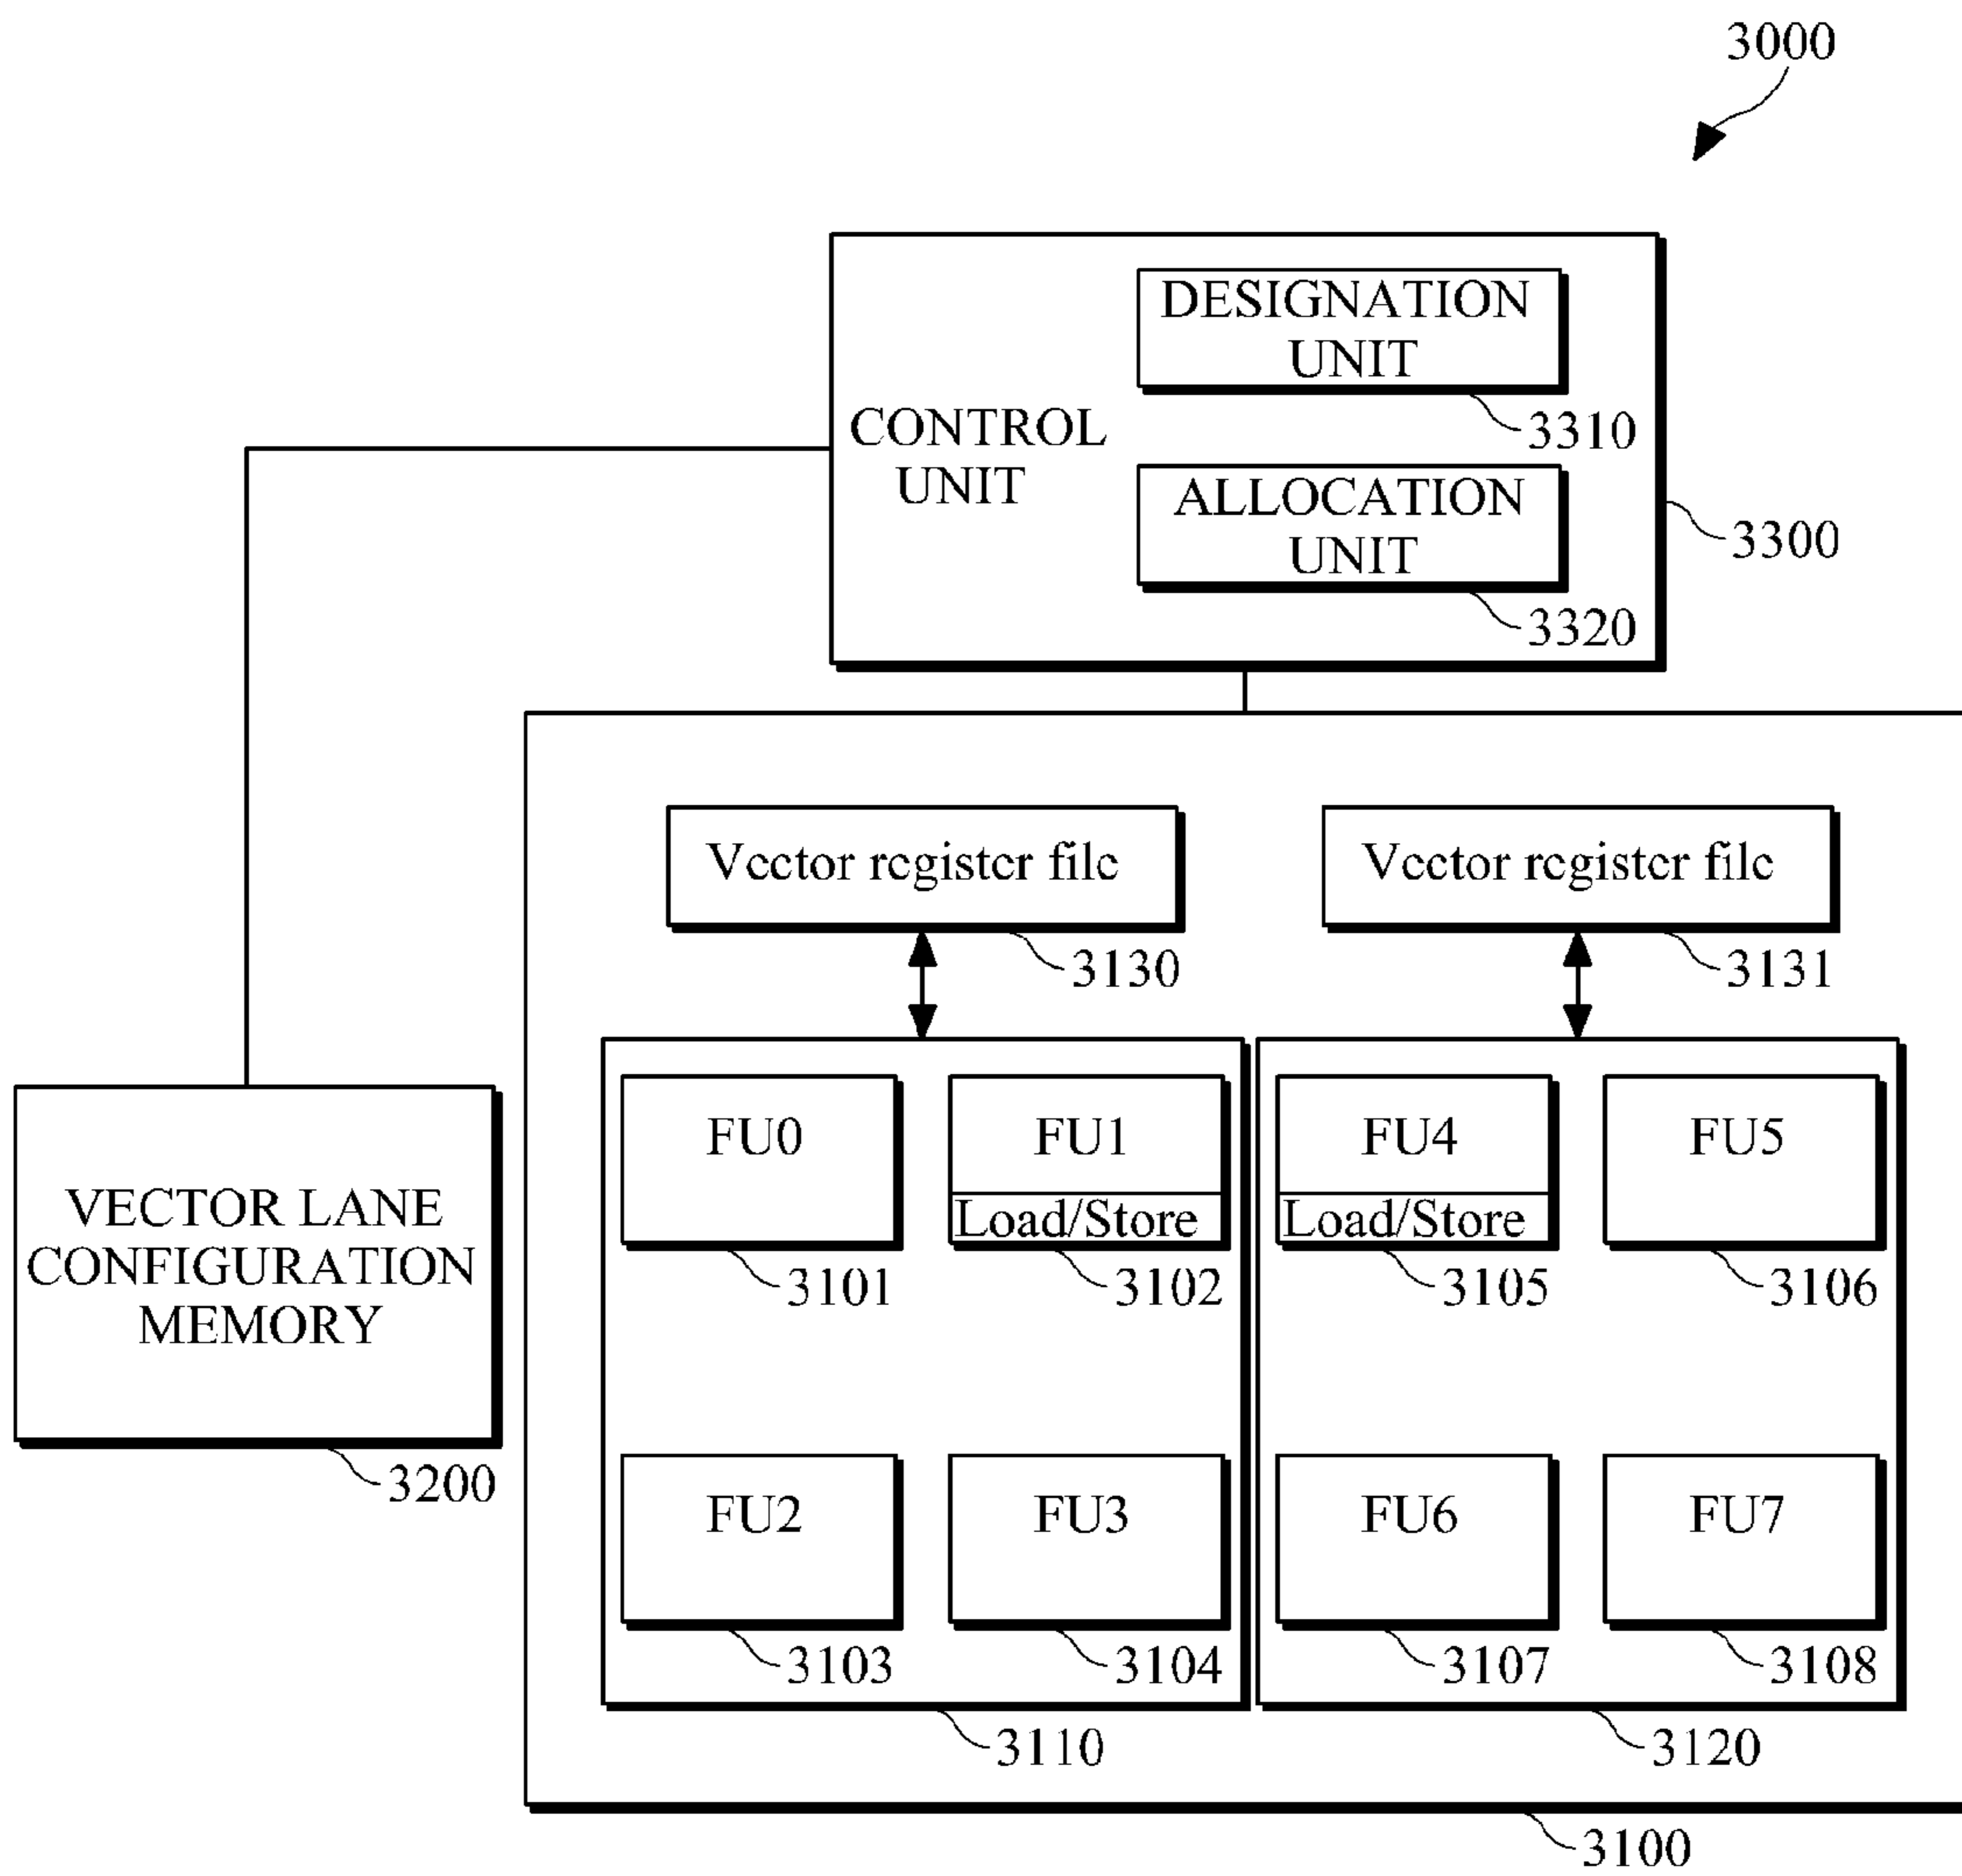 3000
DESIGNATION
UNIT
3310
CONTROL
UNIT
ALLOCATION
UNIT
3320
3300
Vector register file
3130
Vector register file
3131
FU0
3101
FU1
Load/Store
3102
FU4
Load/Store
3105
FU5
3106
VECTOR LANE
CONFIGURATION
MEMORY
3200
FU2
3103
FU3
3104
FU6
3107
FU7
3108
3110
3120
3100